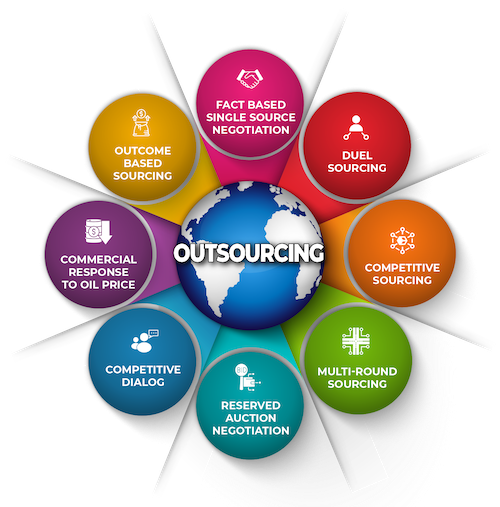 FACT BASED
SINGLE SOURCE
NEGOTIATION
DUEL
SOURCING
COMPETITIVE
SOURCING
MULTI-ROUND
SOURCING
RESERVED
AUCTION
NEGOTIATION
COMPETITIVE
DIALOG
COMMERCIAL
RESPONSE
TO OIL PRICE
OUTCOME
BASED
SOURCING
OUTSOURCING